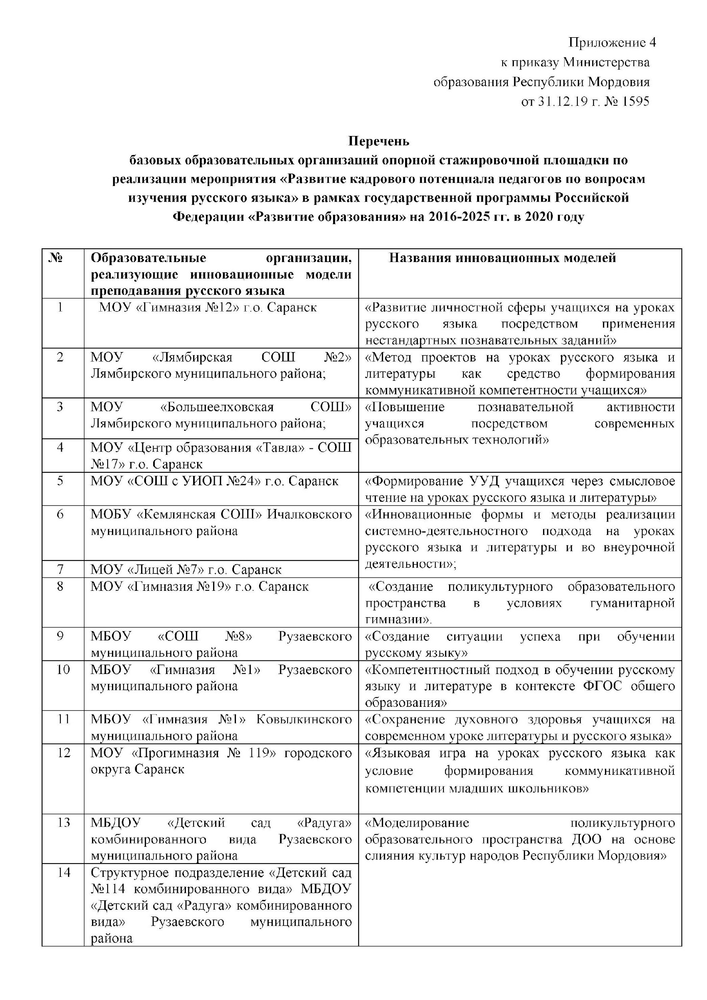 Приложение 4
к приказу Министерства
образования Республики Мордовия
от 31.12.19 г. № 1595
Перечень
базовых образовательных организаций опорной стажировочной площадки по
реализации мероприятия «Развитие кадрового потенциала педагогов по вопросам
изучения русского языка» в рамках государственной программы Российской
Федерации «Развитие образования» на 2016-2025 гг. в 2020 году
№
Образовательные организации,
реализующие инновационные модели
преподавания русского языка
Названия инновационных моделей
1
МОУ «Гимназия №12» г.о. Саранск
«Развитие личностной сферы учащихся на уроках
русского языка посредством применения
нестандартных познавательных заданий»
2
МОУ «Лямбирская СОШ №2»
Лямбирского муниципального района;
«Метод проектов на уроках русского языка и
литературы как средство формирования
коммуникативной компетентности учащихся»
3
МОУ «Большеелховская СОШ»
Лямбирского муниципального района;
«Повышение познавательной активности
учащихся посредством современных
образовательных технологий»
4
МОУ «Центр образования «Тавла» - СОШ
№17» г.о. Саранск
5
МОУ «СОШ с УИОП №24» г.о. Саранск
«Формирование УУД учащихся через смысловое
чтение на уроках русского языка и литературы»
6
МОБУ «Кемлянская СОШ» Ичалковского
муниципального района
«Инновационные формы и методы реализации
системно-деятельностного подхода на уроках
русского языка и литературы и во внеурочной
деятельности»;
7
МОУ «Лицей №7» г.о. Саранск
8
МОУ «Гимназия №19» г.о. Саранск
«Создание поликультурного образовательного
пространства в условиях гуманитарной
гимназии».
9
МБОУ «СОШ №8» Рузаевского
муниципального района
«Создание ситуации успеха при обучении
русскому языку»
10
МБОУ «Гимназия №1» Рузаевского
муниципального района
«Компетентностный подход в обучении русскому
языку и литературе в контексте ФГОС общего
образования»
11
МБОУ «Гимназия №1» Ковылкинского
муниципального района
«Сохранение духовного здоровья учащихся на
современном уроке литературы и русского языка»
12
МОУ «Прогимназия № 119» городского
округа Саранск
«Языковая игра на уроках русского языка как
условие формирования коммуникативной
компетенции младших школьников»
13
МБДОУ «Детский сад «Радуга»
комбинированного вида Рузаевского
муниципального района
«Моделирование поликультурного
образовательного пространства ДОО на основе
слияния культур народов Республики Мордовия»
14
Структурное подразделение «Детский сад
№114 комбинированного вида» МБДОУ
«Детский сад «Радуга» комбинированного
вида» Рузаевского муниципального
района